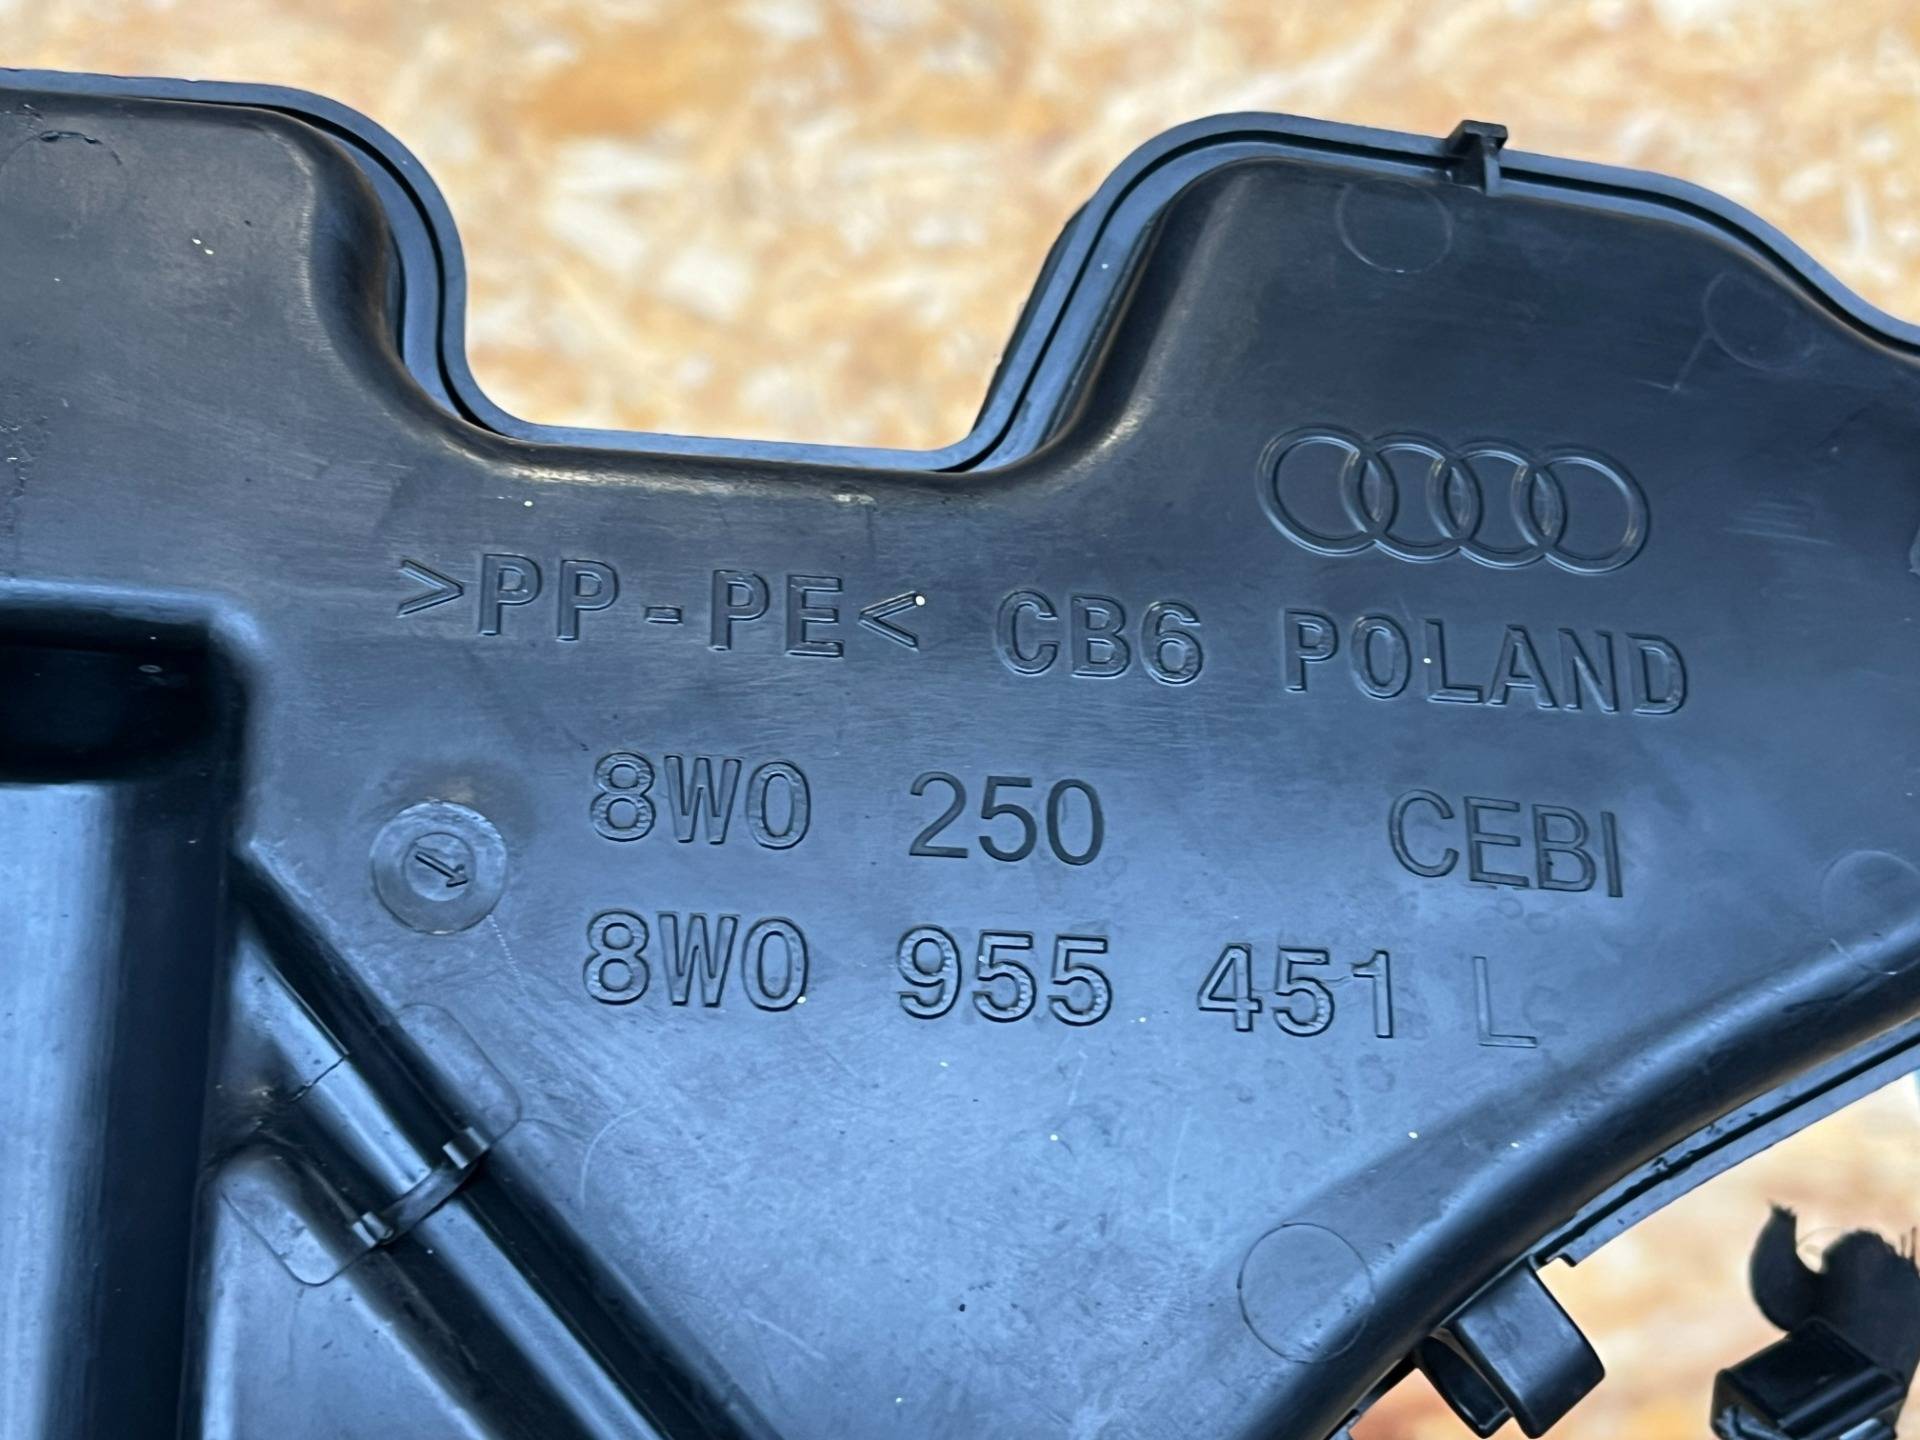 >PP-PE< CB6 POLAND
8W0 250 CEBI
8W0 955 451 L